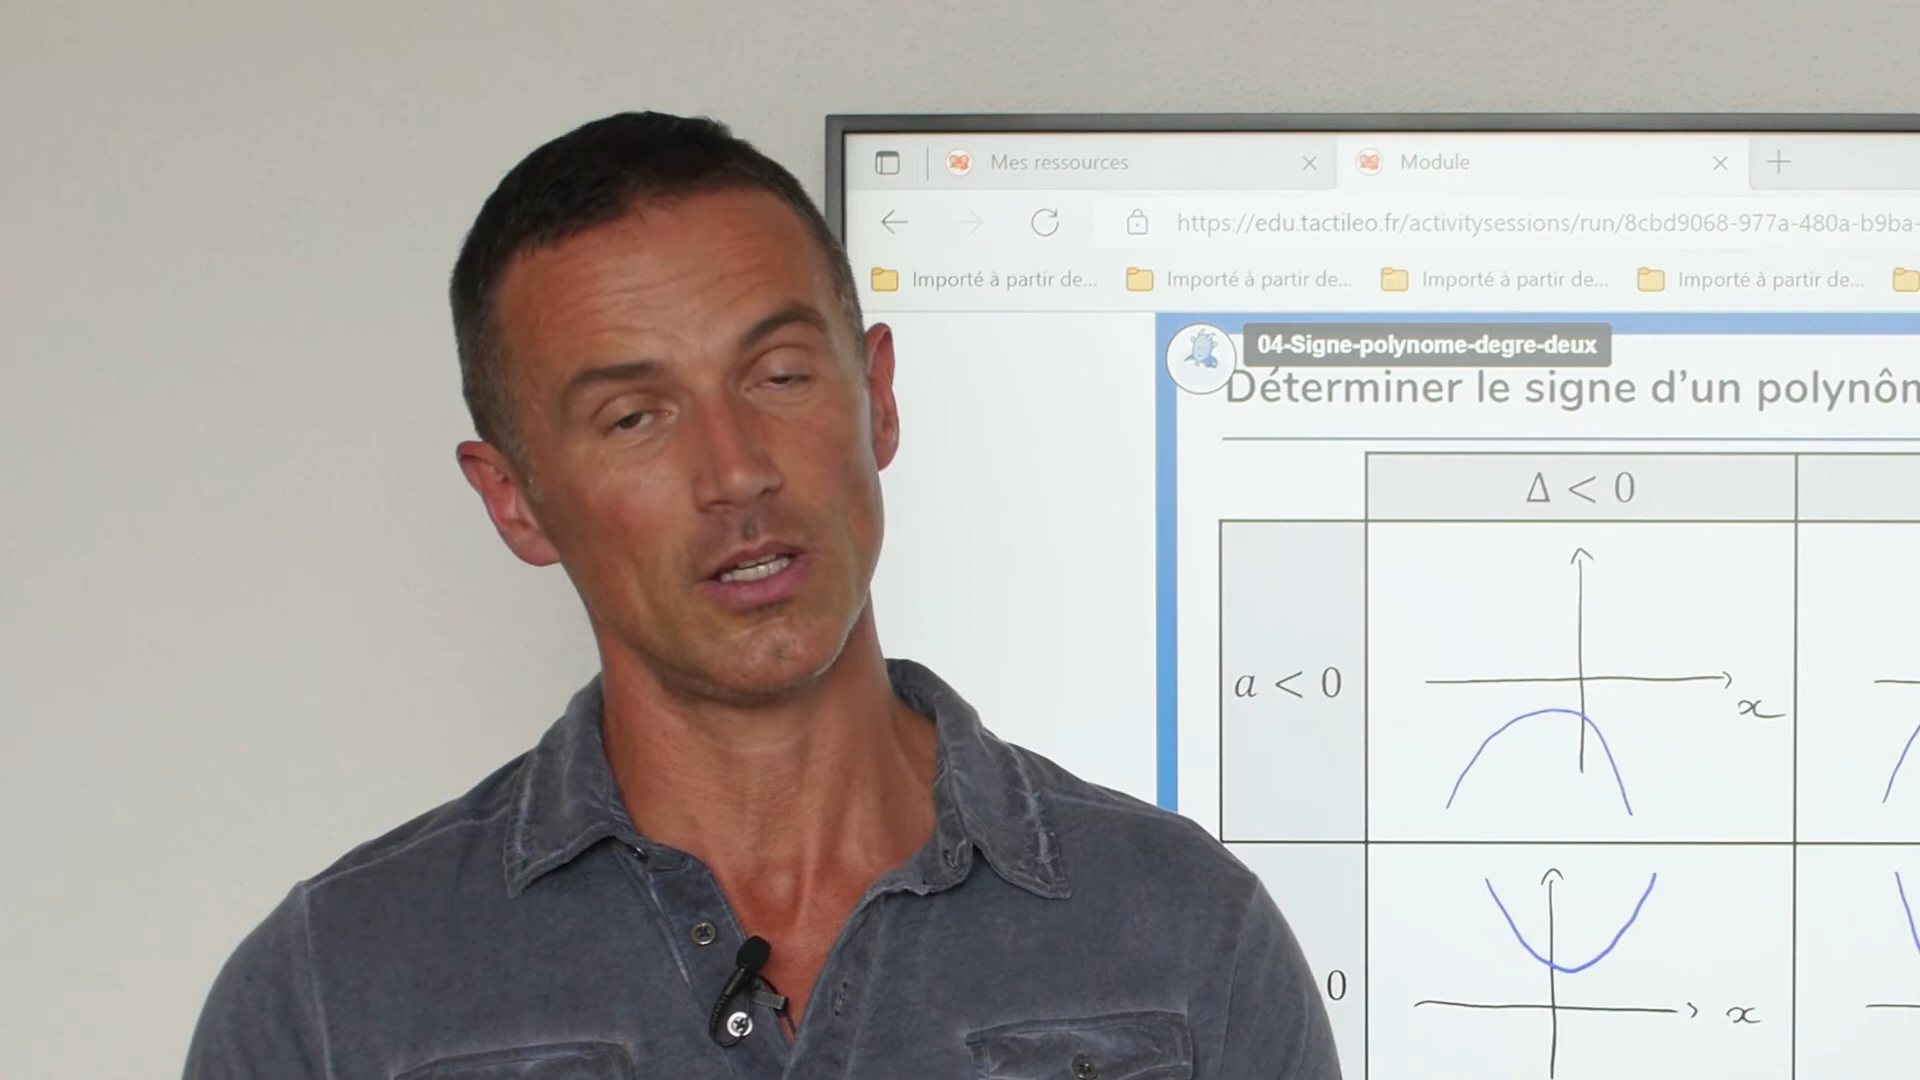 Mes ressources
Module
https://edu.tactileo.fr/activitysessions/run/8cbd9068-977a-480a-b9ba-
Importé à partir de... Importé à partir de... Importé à partir de... Importé à partir de...
04-Signe-polynome-degre-deux
Déterminer le signe d'un polynôm
Δ < 0
a < 0
x
0
x